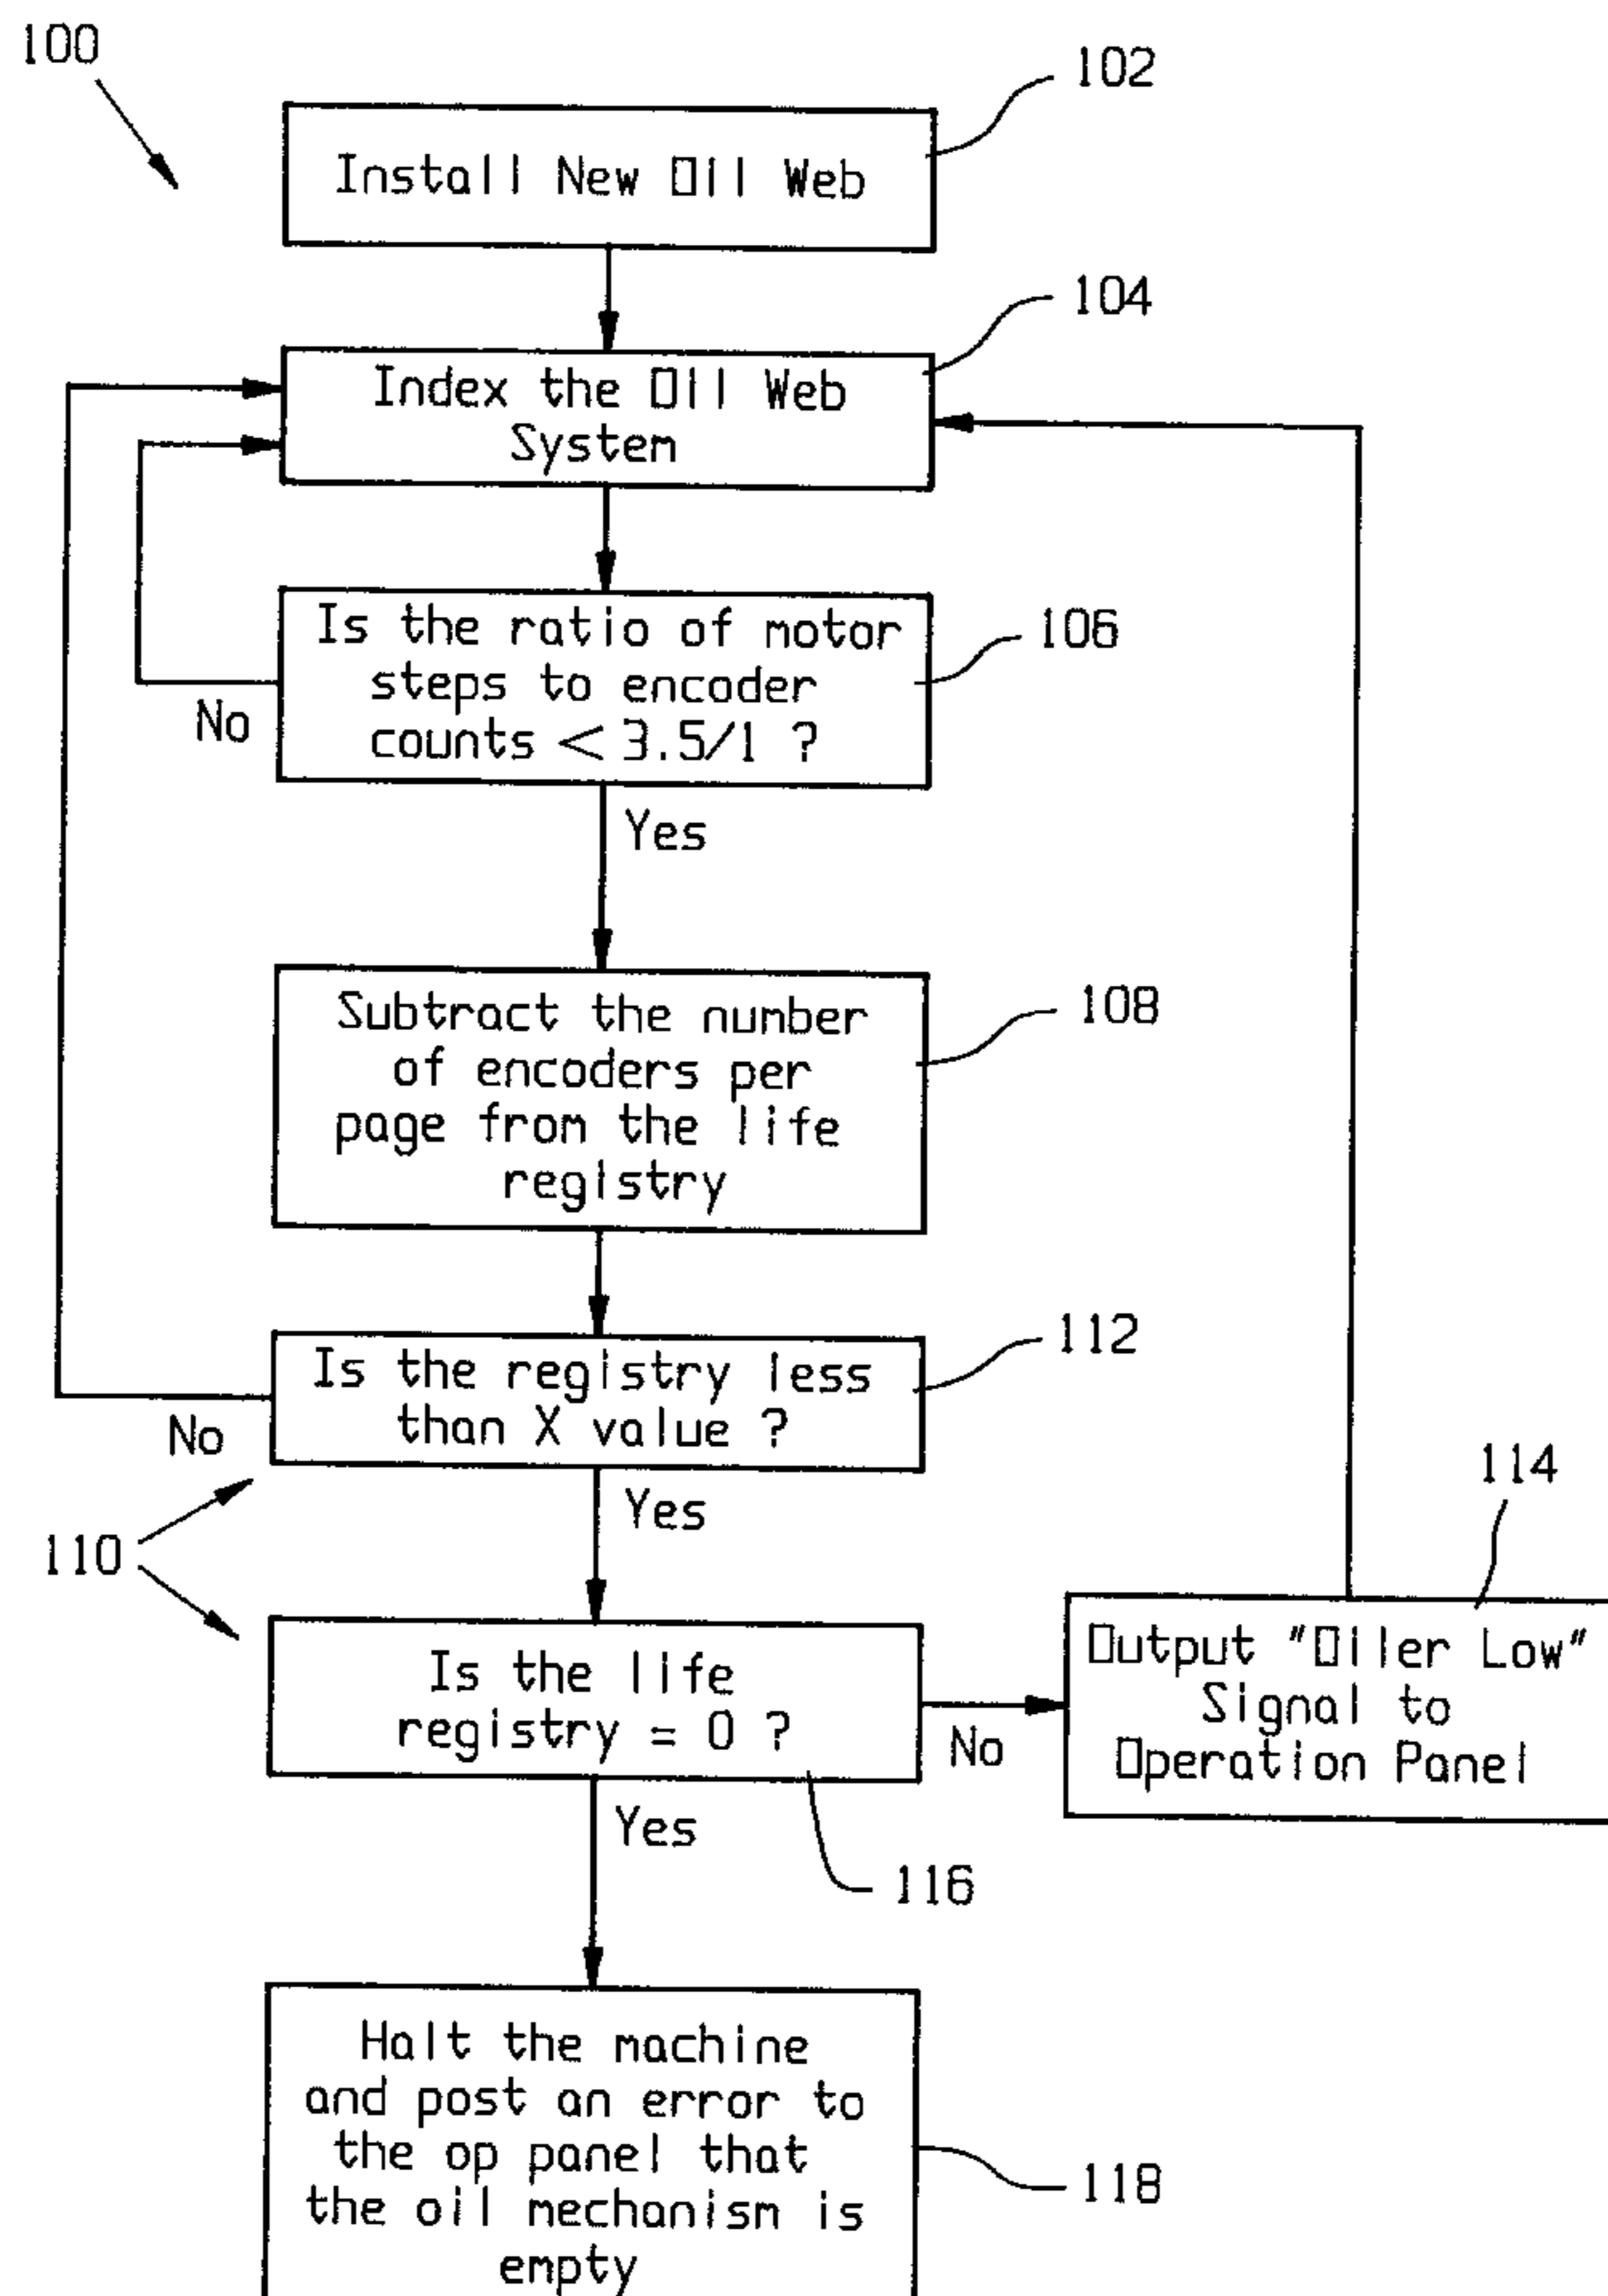 100
102
Install New Oil Web
104
Index the Oil Web
System
Is the ratio of motor
steps to encoder
counts < 3.5/1 ?
106
No
Yes
Subtract the number
of encoders per
page from the life
registry
108
Is the registry less
than X value ?
112
No
Yes
110
114
Is the life
registry = 0 ?
No
Output "Oiler Low"
Signal to
Operation Panel
Yes
116
Halt the machine
and post an error to
the op panel that
the oil mechanism is
empty
118